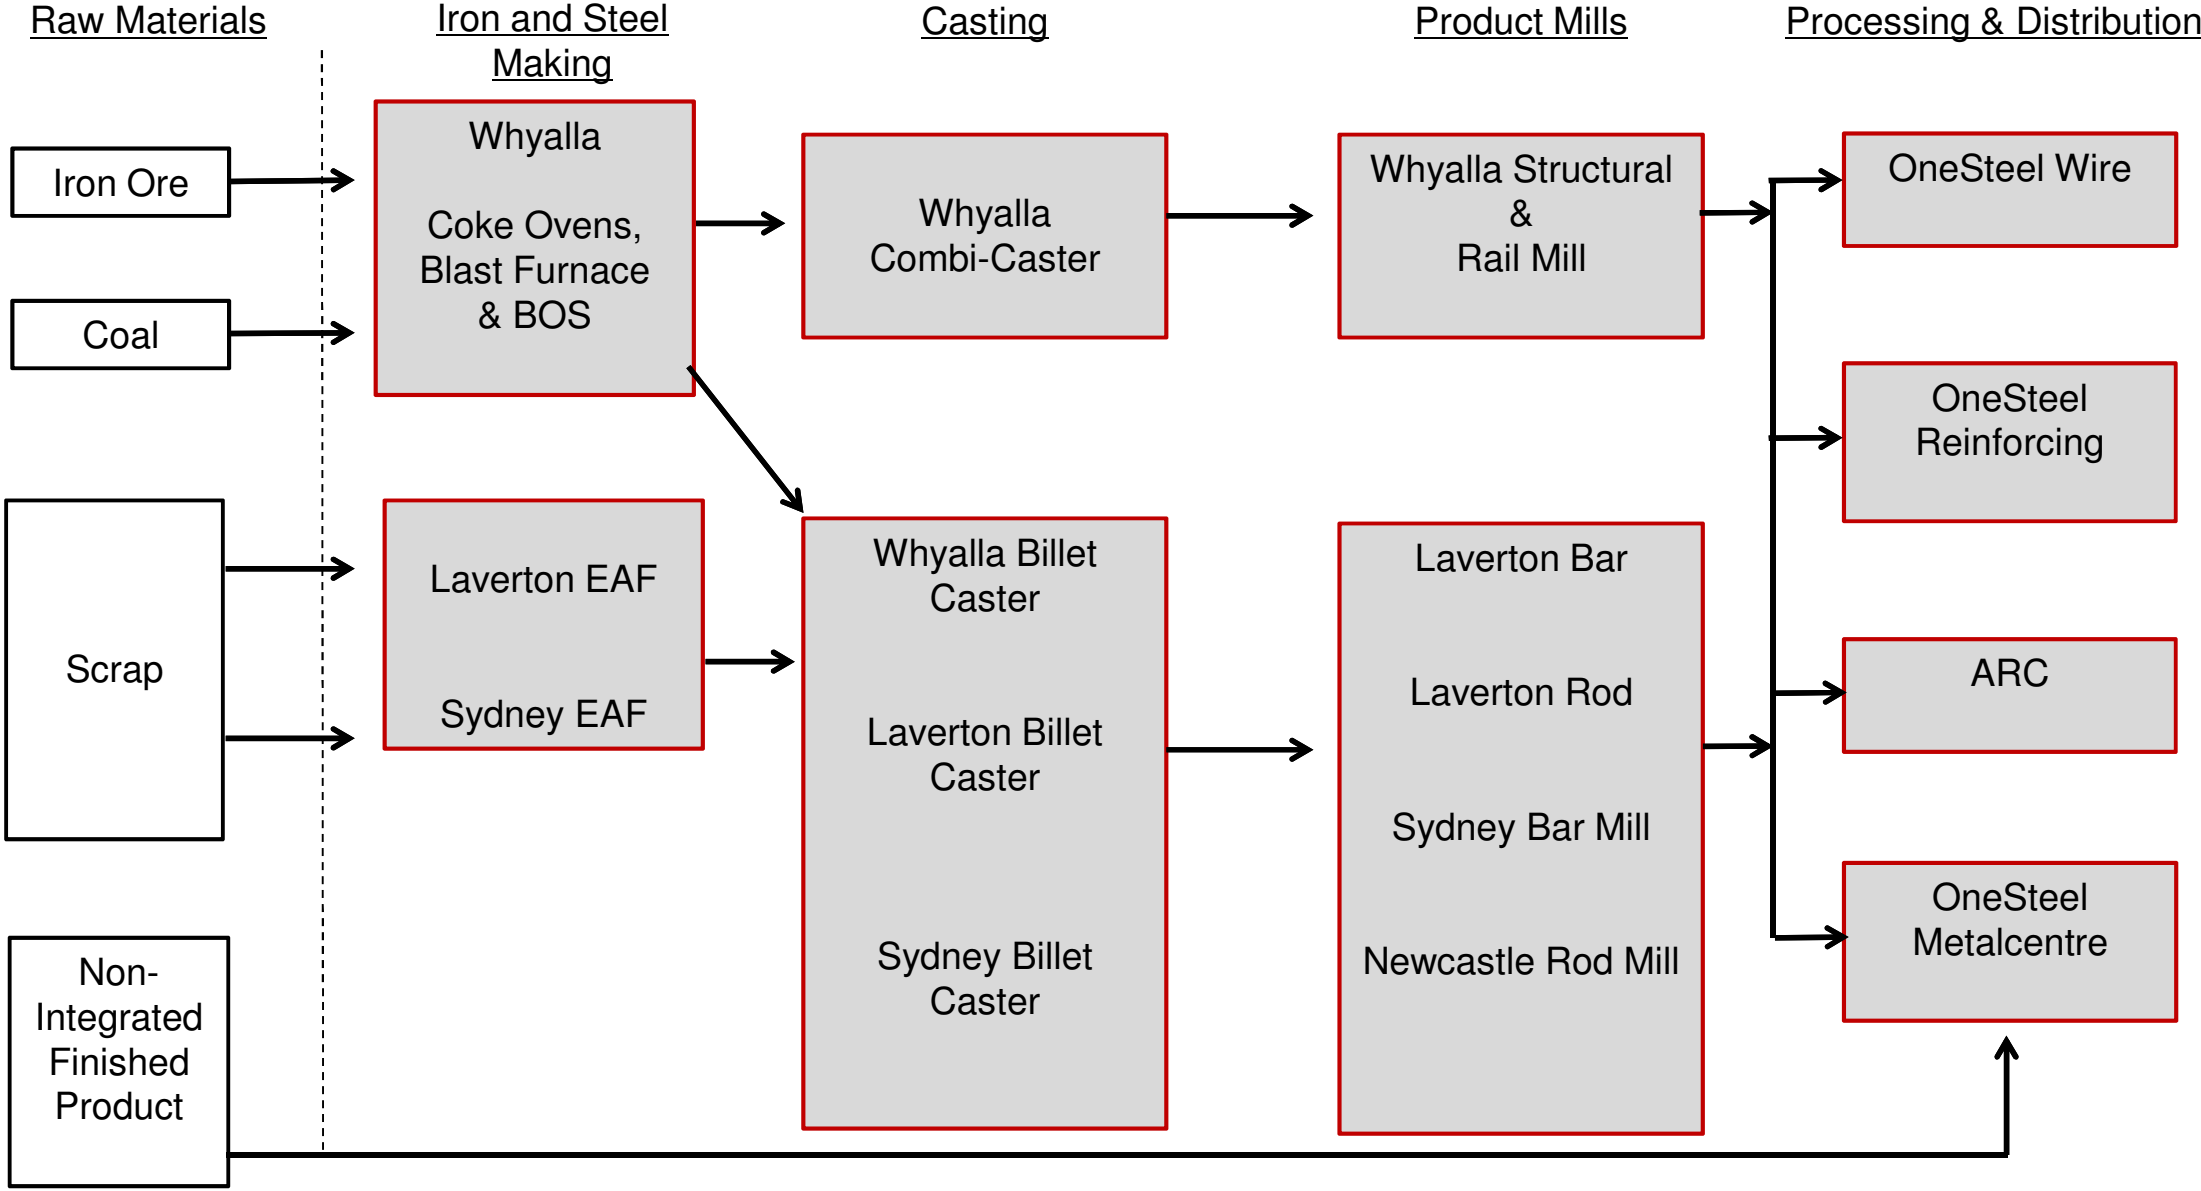 Raw Materials
Iron and Steel
Making
Casting
Product Mills
Processing & Distribution
Iron Ore
Coal
Scrap
Non-
Integrated
Finished
Product
Whyalla
Coke Ovens,
Blast Furnace
& BOS
Laverton EAF
Sydney EAF
Whyalla
Combi-Caster
Whyalla Billet
Caster
Laverton Billet
Caster
Sydney Billet
Caster
Whyalla Structural
&
Rail Mill
Laverton Bar
Laverton Rod
Sydney Bar Mill
Newcastle Rod Mill
OneSteel Wire
OneSteel
Reinforcing
ARC
OneSteel
Metalcentre